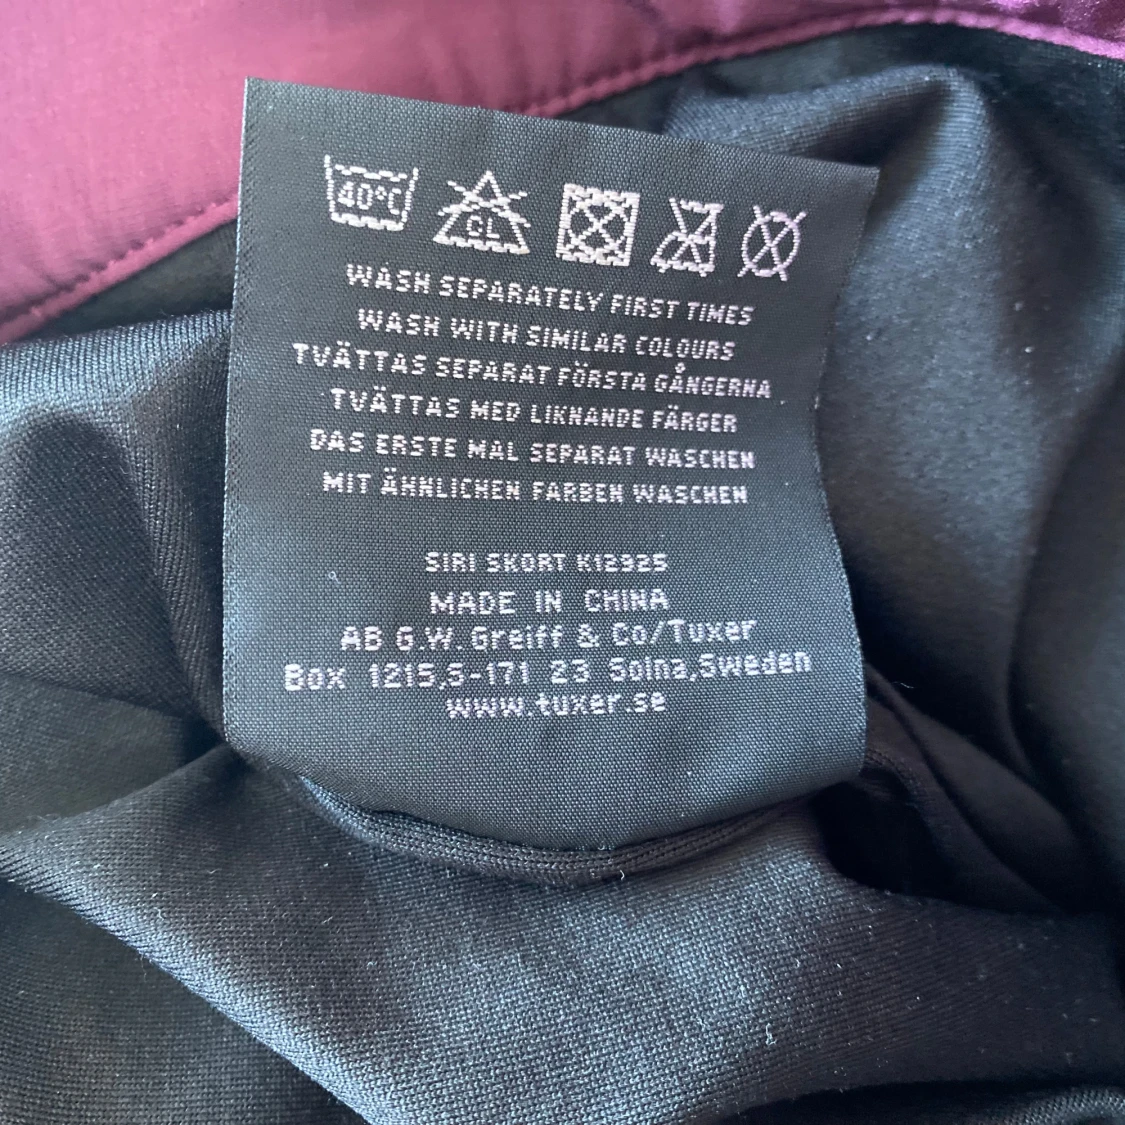 40°C CL
WASH SEPARATELY FIRST TIMES
WASH WITH SIMILAR COLOURS
TVÄTTAS SEPARAT FÖRSTA GÅNGERNA
TVÄTTAS MED LIKNANDE FÄRGER
DAS ERSTE MAL SEPARAT WASCHEN
MIT ÄHNLICHEN FARBEN WASCHEN
SIRI SKORT K12325
MADE IN CHINA
AB G.W. Greiff & Co/Tuxer
Box 1215,S-171 23 Solna,Sweden
www.tuxer.se